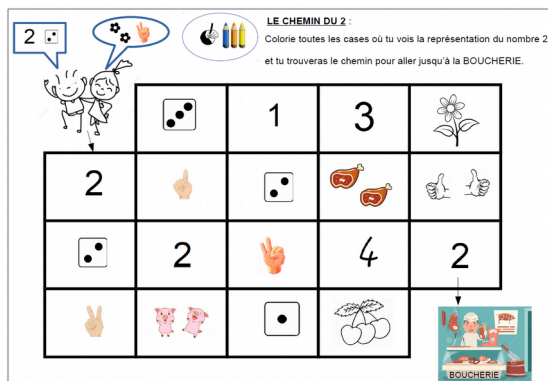 LE CHEMIN DU 2 :
Colorie toutes les cases où tu vois la représentation du nombre 2
et tu trouveras le chemin pour aller jusqu'à la BOUCHERIE.
2
1
3
2
2
4
2
BOUCHERIE